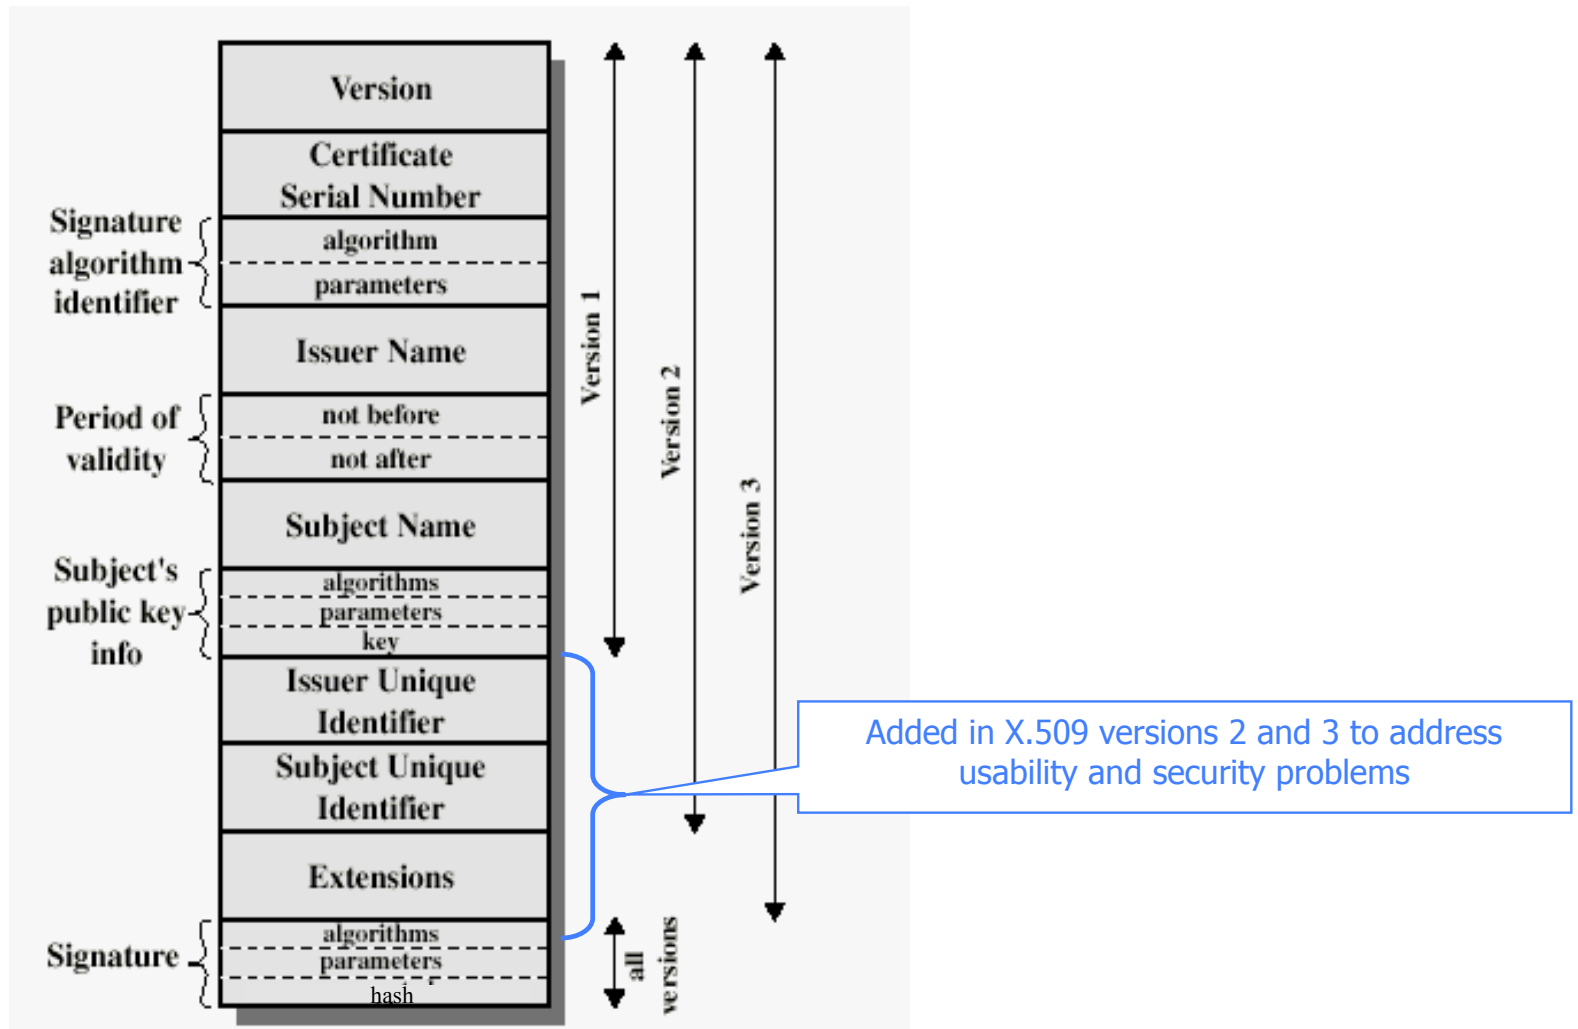 Version
Certificate
Serial Number
Signature
algorithm
identifier
algorithm
parameters
Issuer Name
Period of
validity
not before
not after
Subject Name
Subject's
public key
info
algorithms
parameters
key
Issuer Unique
Identifier
Subject Unique
Identifier
Extensions
Signature
algorithms
parameters
hash
Version 1
Version 2
Version 3
all
versions
Added in X.509 versions 2 and 3 to address
usability and security problems